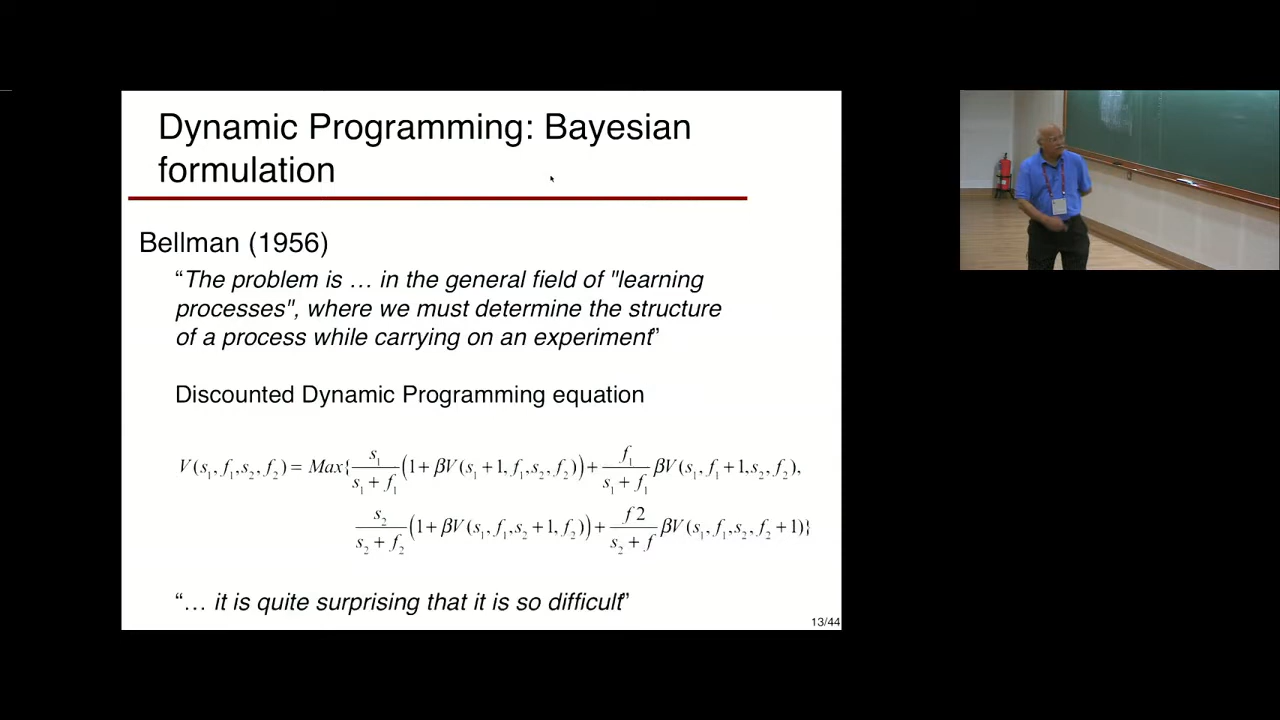 Dynamic Programming: Bayesian
formulation
Bellman (1956)
“The problem is … in the general field of "learning
processes", where we must determine the structure
of a process while carrying on an experiment”
Discounted Dynamic Programming equation
V(s₁, f₁, s₂, f₂) = Max{ s₁/(s₁ + f₁) (1 + βV(s₁ + 1, f₁, s₂, f₂)) + f₁/(s₁ + f₁) βV(s₁, f₁ + 1, s₂, f₂),
s₂/(s₂ + f₂) (1 + βV(s₁, f₁, s₂ + 1, f₂)) + f2/(s₂ + f) βV(s₁, f₁, s₂, f₂ + 1)}
“… it is quite surprising that it is so difficult”
13/44